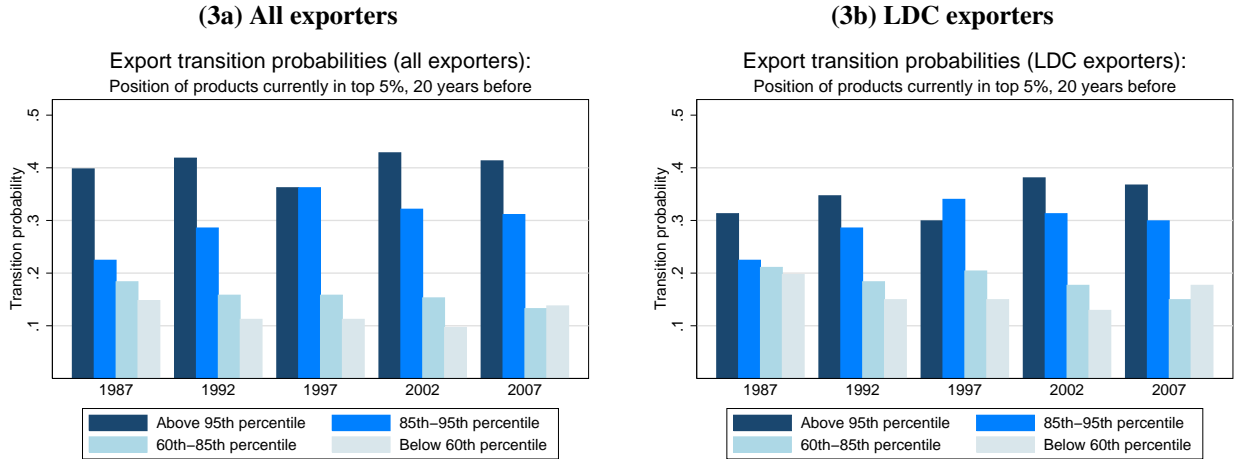 (3a) All exporters
Export transition probabilities (all exporters):
Position of products currently in top 5%, 20 years before
Transition probability
.5
.4
.3
.2
.1
1987 1992 1997 2002 2007
Above 95th percentile 85th−95th percentile
60th−85th percentile Below 60th percentile
(3b) LDC exporters
Export transition probabilities (LDC exporters):
Position of products currently in top 5%, 20 years before
Transition probability
.5
.4
.3
.2
.1
1987 1992 1997 2002 2007
Above 95th percentile 85th−95th percentile
60th−85th percentile Below 60th percentile